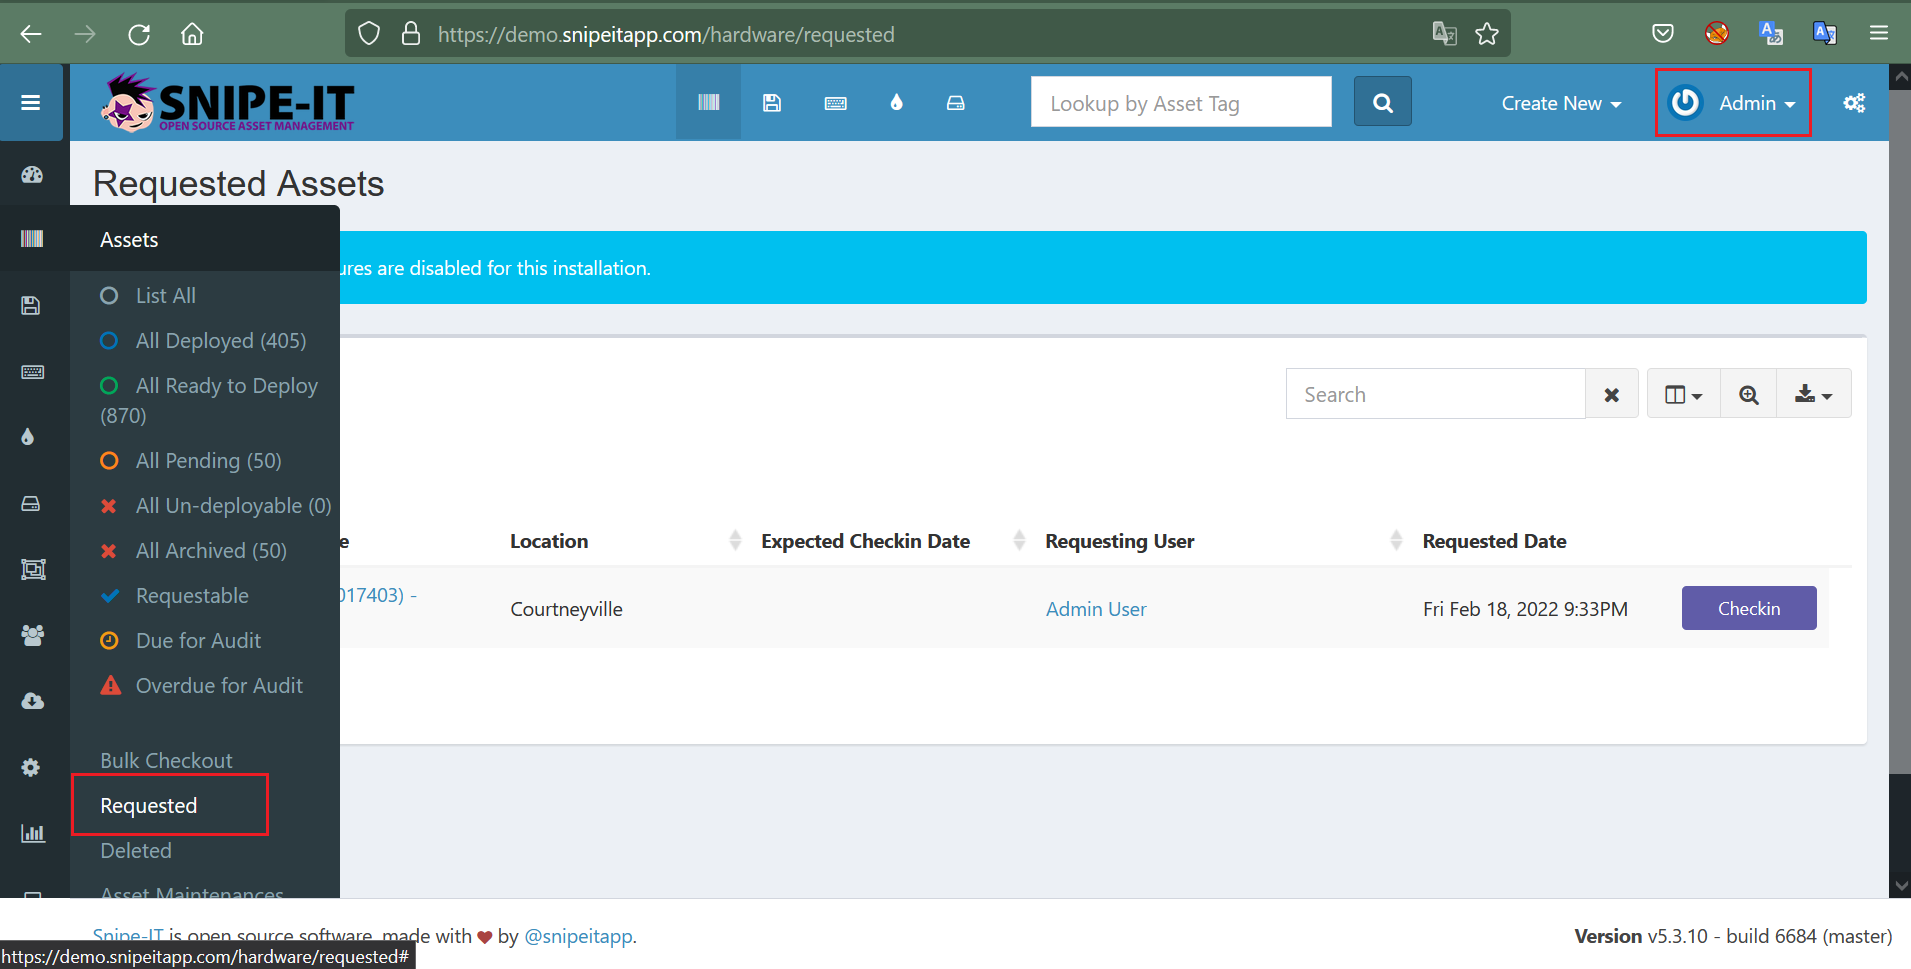 https://demo.snipeitapp.com/hardware/requested
SNIPE-IT
OPEN SOURCE ASSET MANAGEMENT
Lookup by Asset Tag
Create New
Admin
Requested Assets
Assets
ures are disabled for this installation.
List All
All Deployed (405)
All Ready to Deploy
(870)
All Pending (50)
All Un-deployable (0)
All Archived (50)
Requestable
Due for Audit
Overdue for Audit
Bulk Checkout
Requested
Deleted
Asset Maintenances
Search
e Location Expected Checkin Date Requesting User Requested Date
017403) - Courtneyville Admin User Fri Feb 18, 2022 9:33PM Checkin
Snipe-IT is open source software, made with ♥ by @snipeitapp.
Version v5.3.10 - build 6684 (master)
https://demo.snipeitapp.com/hardware/requested#